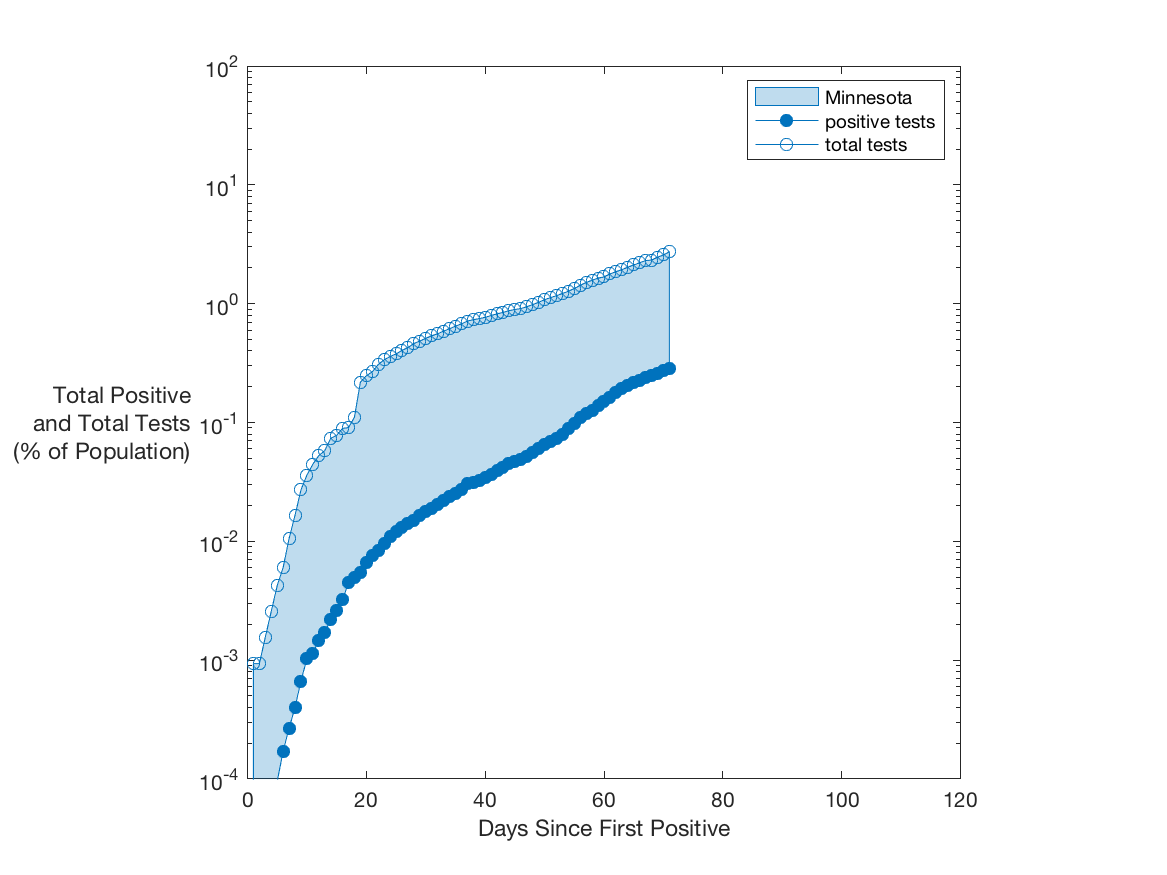 10^2
10^1
10^0
10^-1
10^-2
10^-3
10^-4
Total Positive
and Total Tests
(% of Population)
Minnesota
positive tests
total tests
0 20 40 60 80 100 120
Days Since First Positive